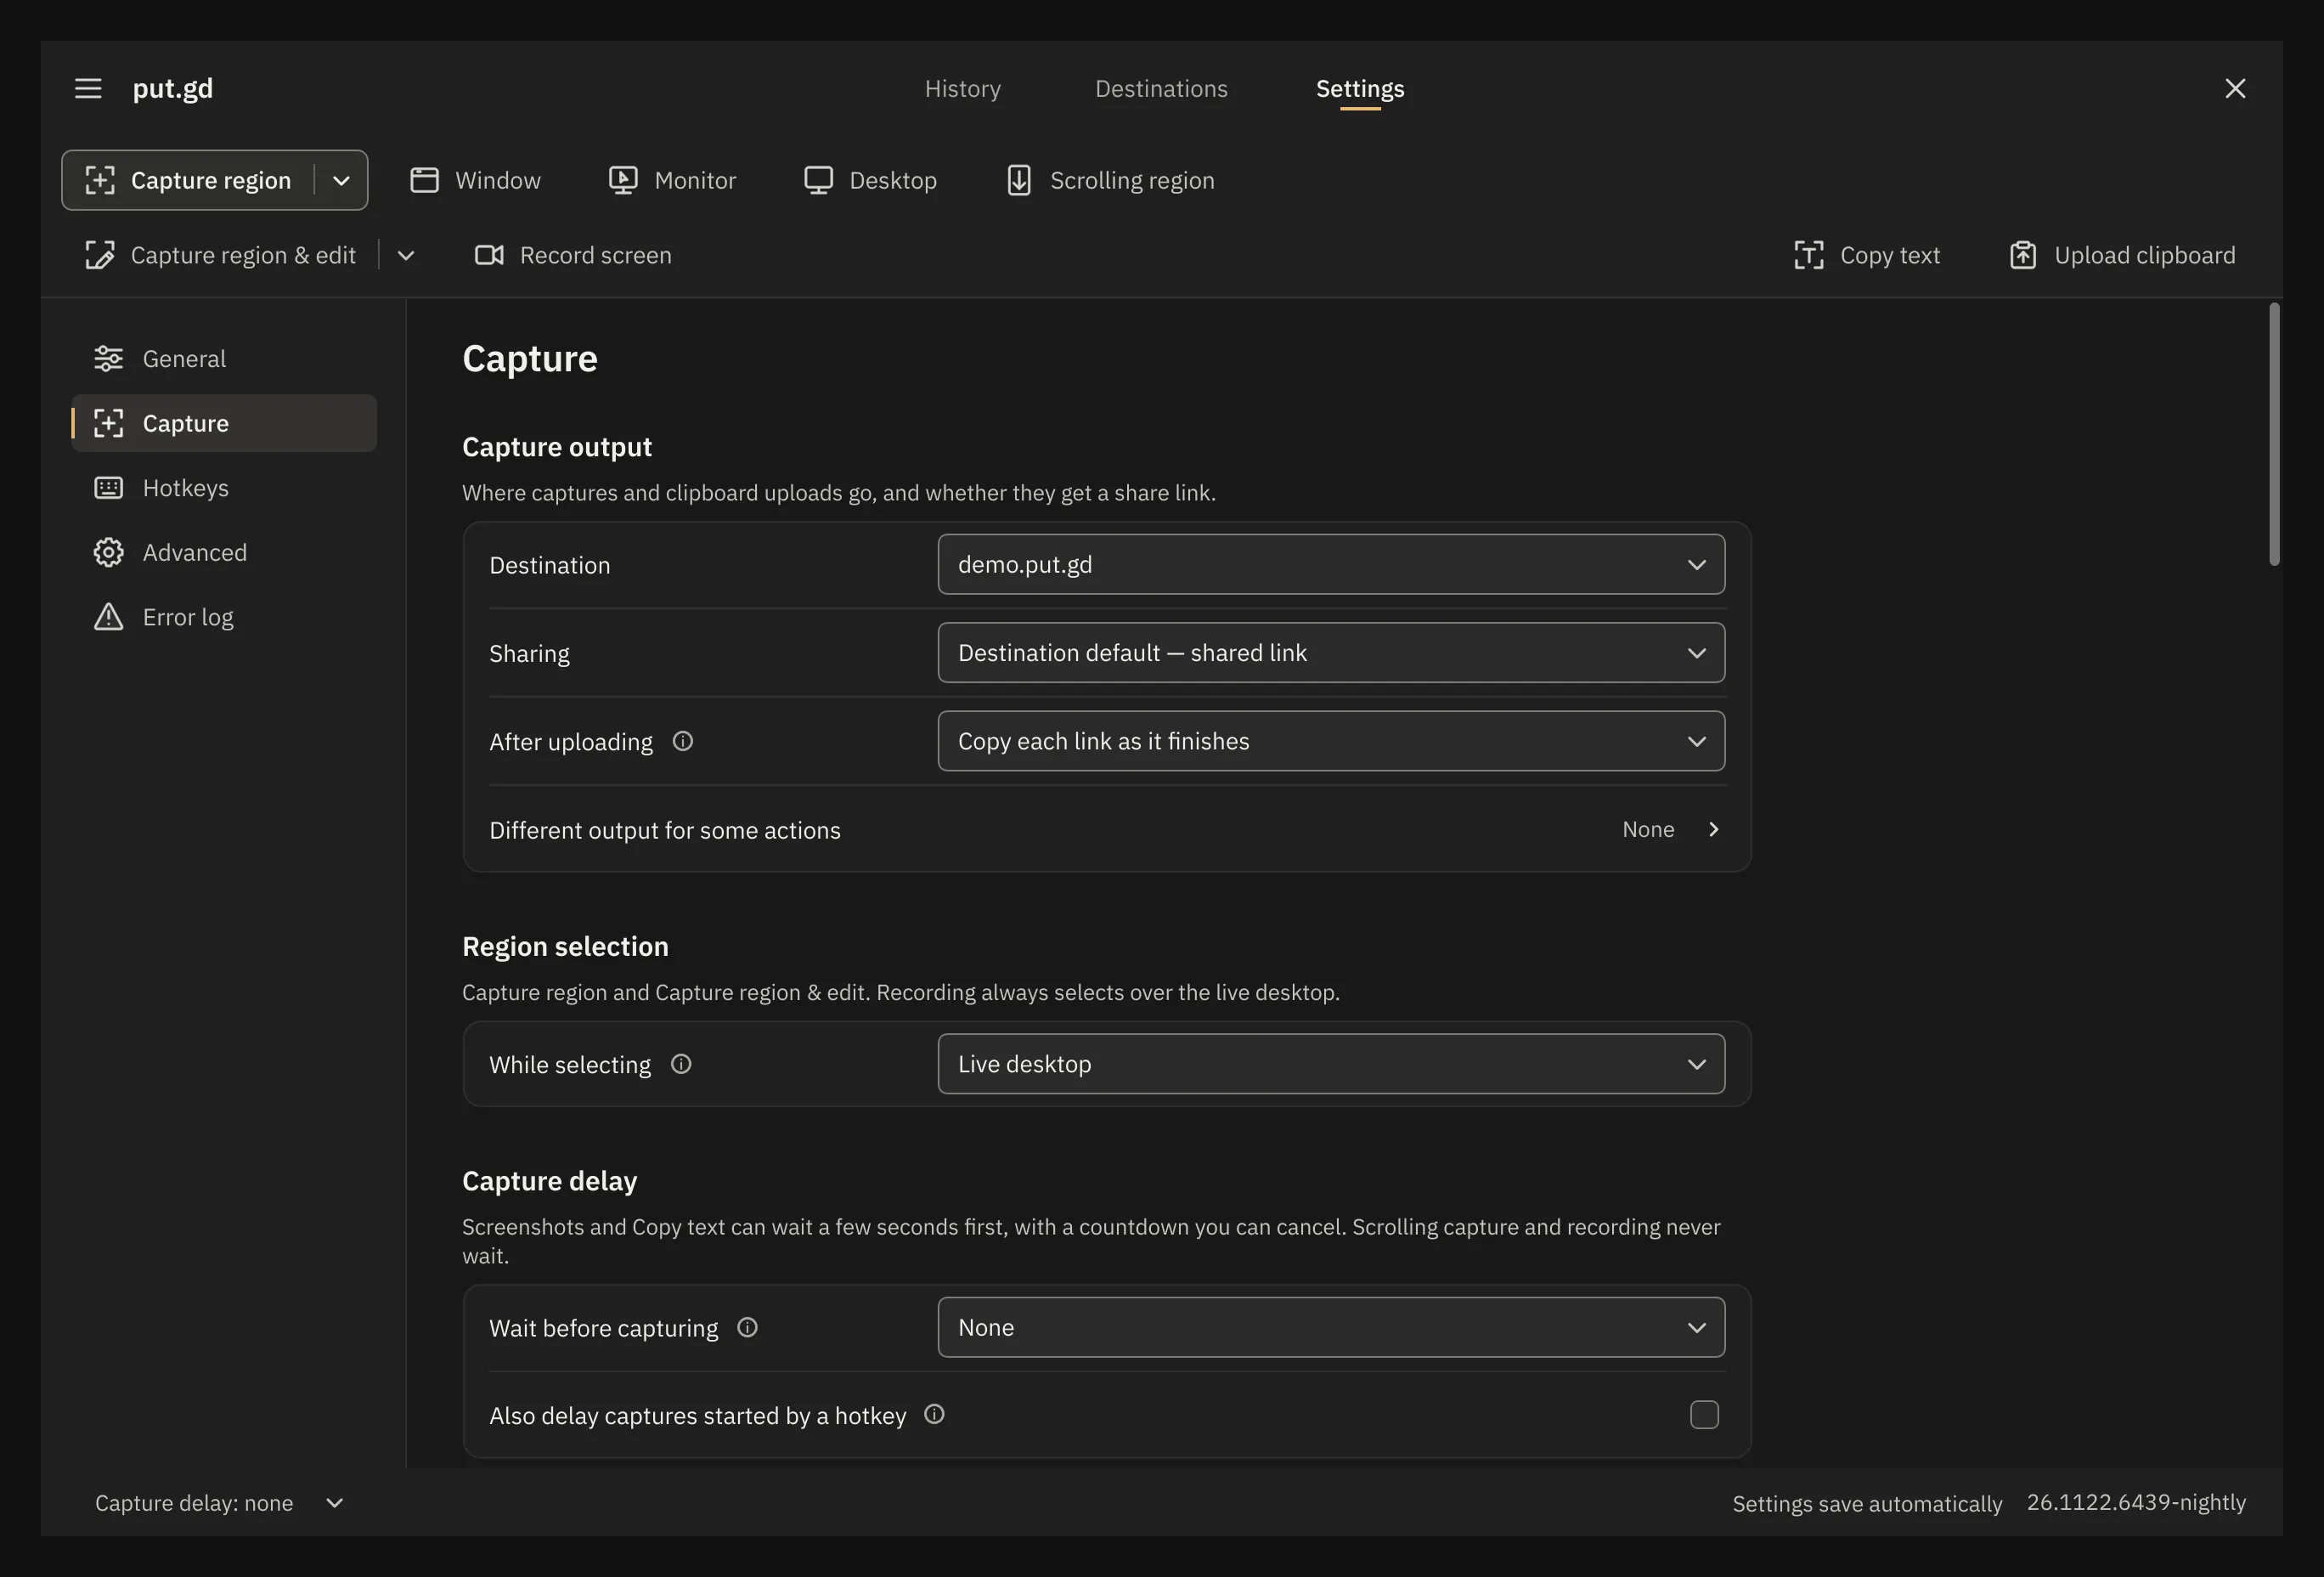 put.gd
History
Destinations
Settings
Capture region
Window
Monitor
Desktop
Scrolling region
Capture region & edit
Record screen
Copy text
Upload clipboard
General
Capture
Hotkeys
Advanced
Error log
Capture
Capture output
Where captures and clipboard uploads go, and whether they get a share link.
Destination
demo.put.gd
Sharing
Destination default — shared link
After uploading
Copy each link as it finishes
Different output for some actions
None
Region selection
Capture region and Capture region & edit. Recording always selects over the live desktop.
While selecting
Live desktop
Capture delay
Screenshots and Copy text can wait a few seconds first, with a countdown you can cancel. Scrolling capture and recording never
wait.
Wait before capturing
None
Also delay captures started by a hotkey
Capture delay: none
Settings save automatically
26.1122.6439-nightly